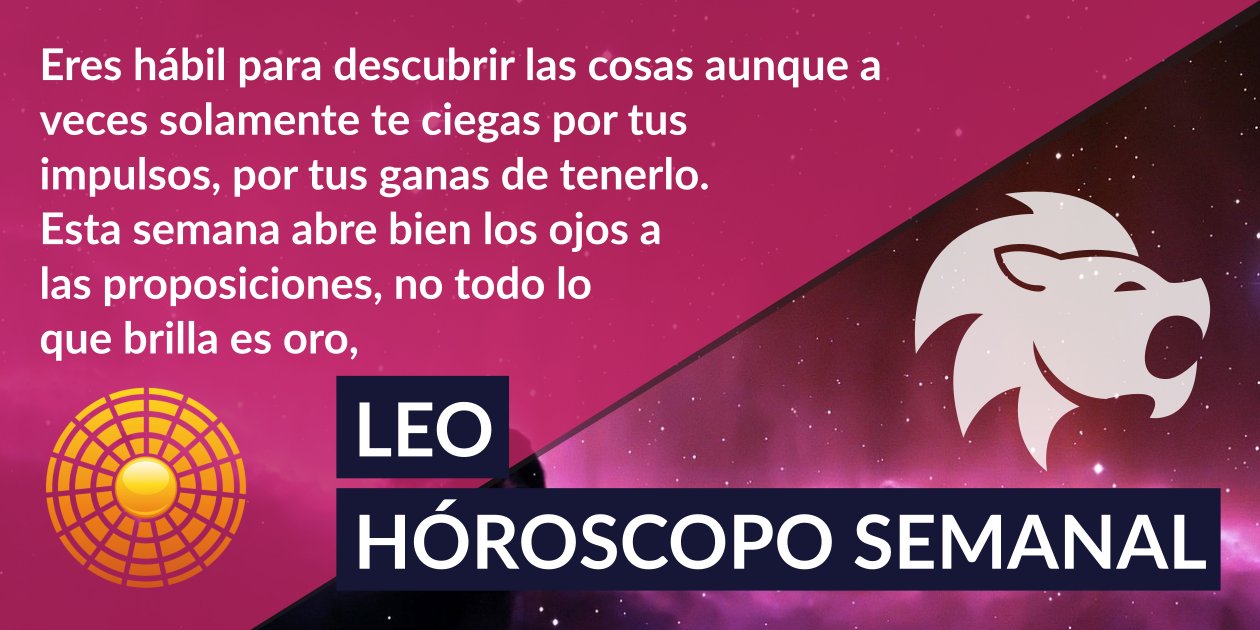 Eres hábil para descubrir las cosas aunque a
veces solamente te ciegas por tus
impulsos, por tus ganas de tenerlo.
Esta semana abre bien los ojos a
las proposiciones, no todo lo
que brilla es oro,
LEO
HÓROSCOPO SEMANAL